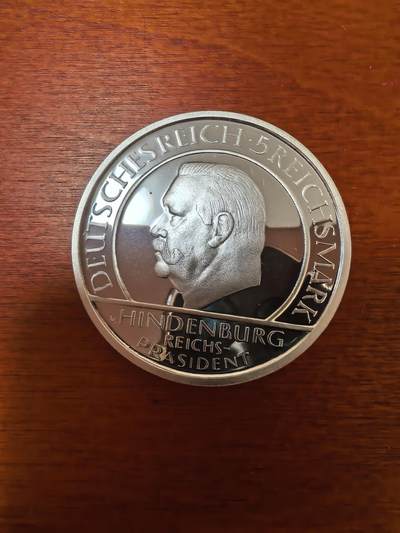 DEUTSCHES REICH · 5 REICHSMARK
v. HINDENBURG
REICHS-
PRÄSIDENT